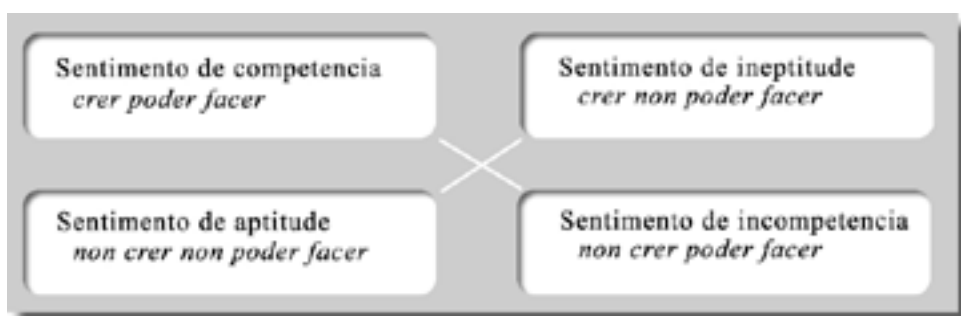 Sentimento de competencia
crer poder facer
Sentimento de ineptitude
crer non poder facer
Sentimento de aptitude
non crer non poder facer
Sentimento de incompetencia
non crer poder facer